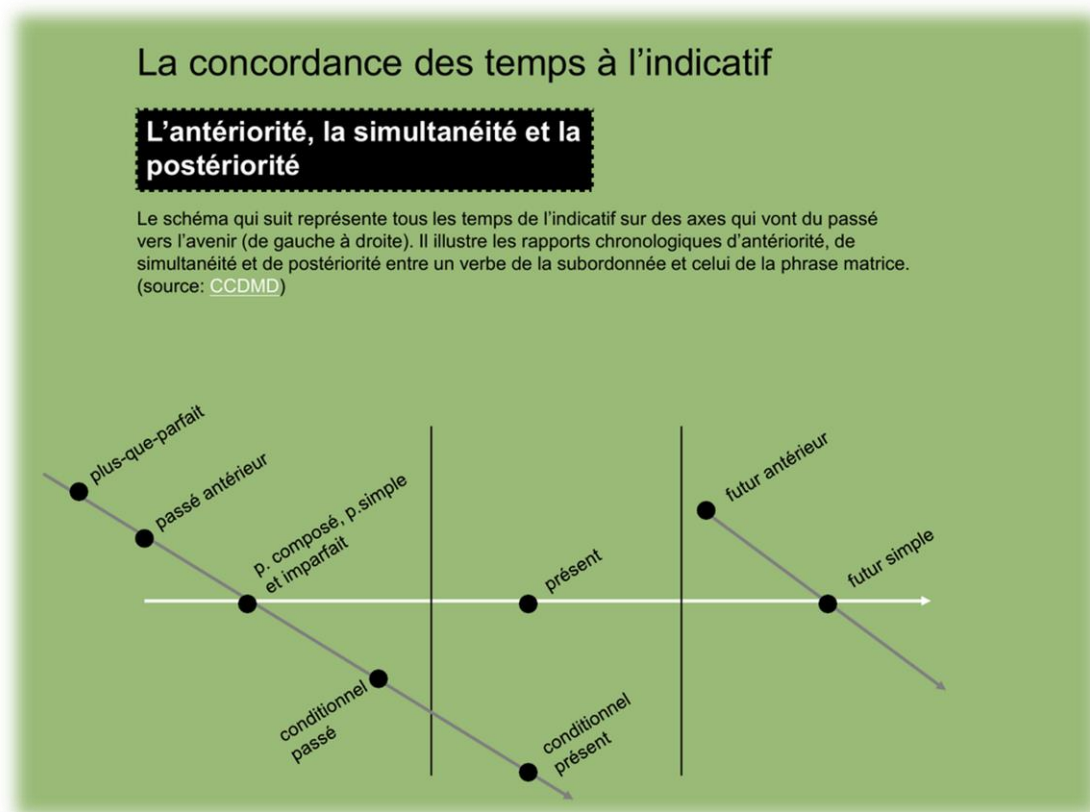 La concordance des temps à l’indicatif
L’antériorité, la simultanéité et la
postériorité
Le schéma qui suit représente tous les temps de l’indicatif sur des axes qui vont du passé
vers l’avenir (de gauche à droite). Il illustre les rapports chronologiques d’antériorité, de
simultanéité et de postériorité entre un verbe de la subordonnée et celui de la phrase matrice.
(source: CCDMD)
plus-que-parfait
passé antérieur
p. composé, p.simple
et imparfait
présent
futur antérieur
futur simple
conditionnel
passé
conditionnel
présent